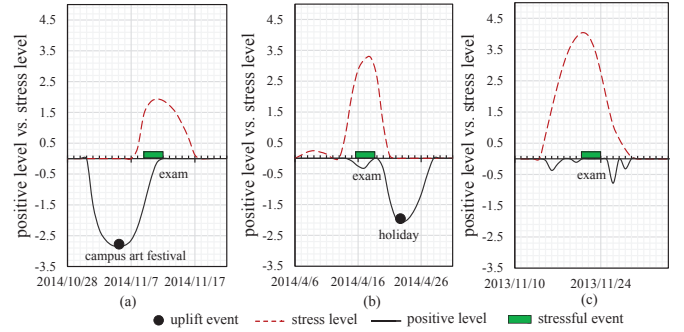 positive level vs. stress level
4.5
3.5
2.5
1.5
0.5
-0.5
-1.5
-2.5
-3.5
exam
campus art festival
2014/10/28 2014/11/7 2014/11/17
(a)
positive level vs. stress level
4.5
3.5
2.5
1.5
0.5
-0.5
-1.5
-2.5
-3.5
exam
holiday
2014/4/6 2014/4/16 2014/4/26
(b)
positive level vs. stress level
4.5
3.5
2.5
1.5
0.5
-0.5
-1.5
-2.5
-3.5
exam
2013/11/10 2013/11/24
(c)
uplift event stress level positive level stressful event